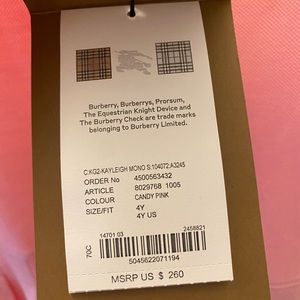 Burberry, Burberrys, Prorsum,
The Equestrian Knight Device and
The Burberry Check are trade marks
belonging to Burberry Limited.
C:KG2-KAYLEIGH MONO S:104072:A3245
ORDER No 4500563432
ARTICLE 8029768 1005
COLOUR CANDY PINK
SIZE/FIT 4Y
4Y US
14701 03 2458821
70C
5045622071194
MSRP US $ 260